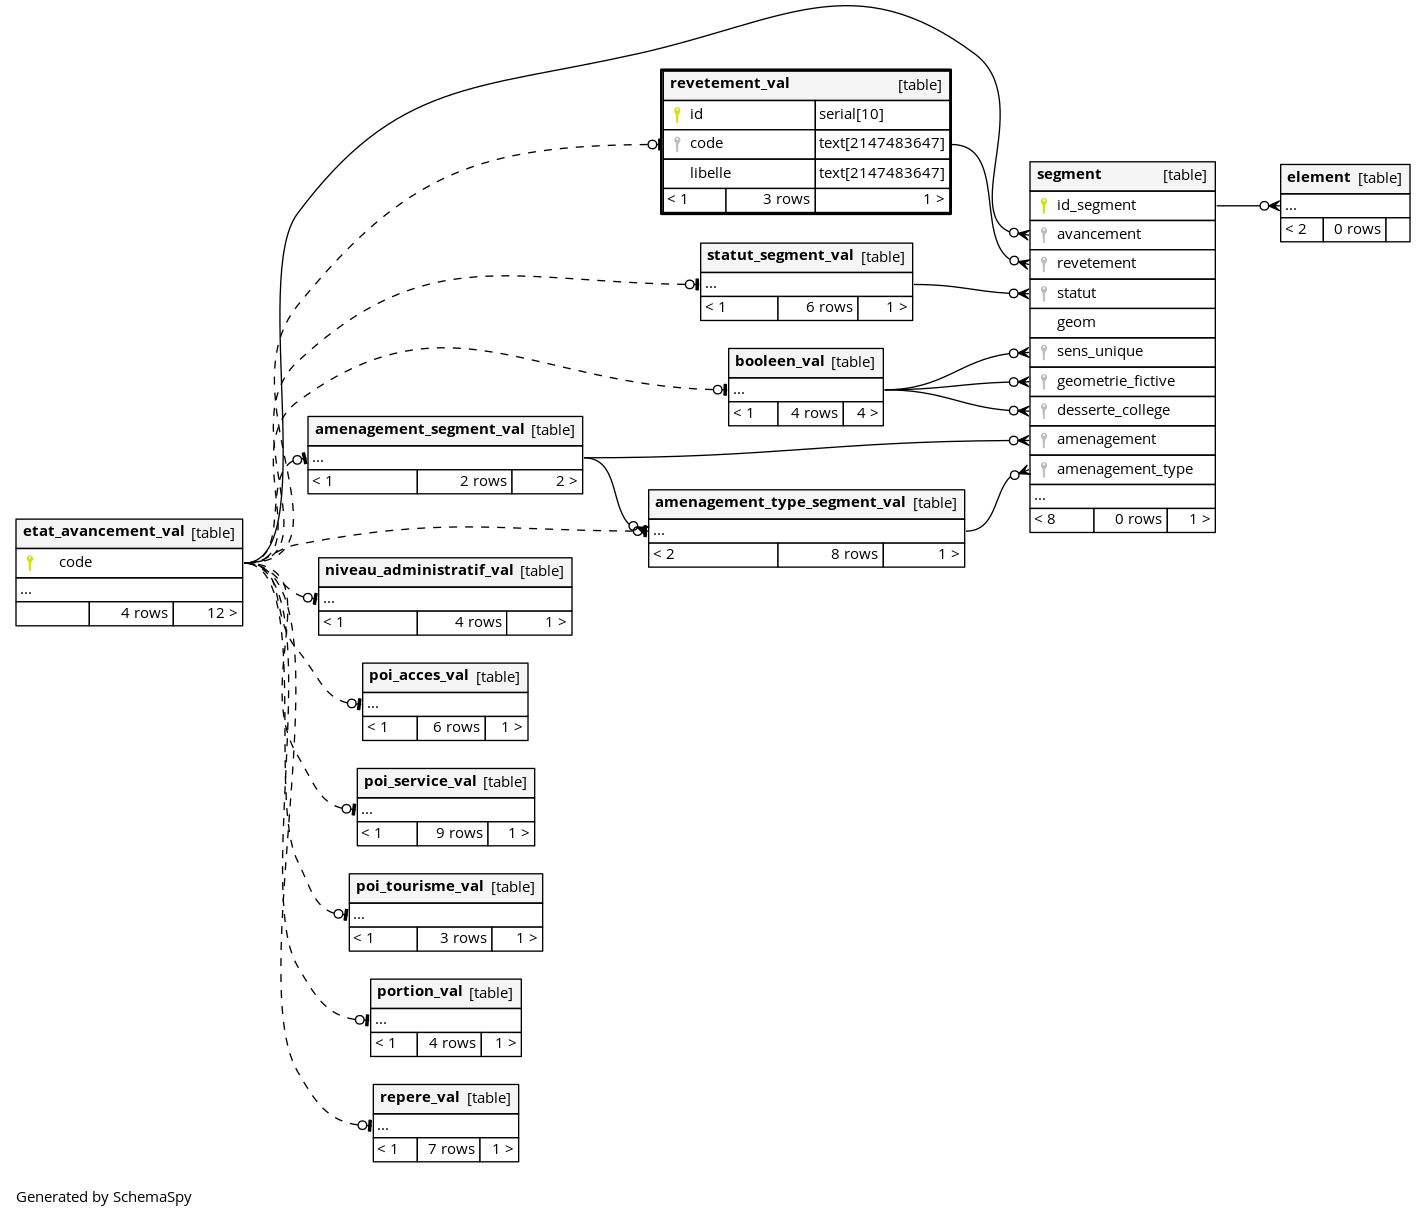 revetement_val [table]
id serial[10]
code text[2147483647]
libelle text[2147483647]
< 1 3 rows 1 >
segment [table]
id_segment
avancement
revetement
statut
geom
sens_unique
geometrie_fictive
desserte_college
amenagement
amenagement_type
...
< 8 0 rows 1 >
element [table]
...
< 2 0 rows
statut_segment_val [table]
...
< 1 6 rows 1 >
booleen_val [table]
...
< 1 4 rows 4 >
amenagement_segment_val [table]
...
< 1 2 rows 2 >
amenagement_type_segment_val [table]
...
< 2 8 rows 1 >
etat_avancement_val [table]
code
...
4 rows 12 >
niveau_administratif_val [table]
...
< 1 4 rows 1 >
poi_acces_val [table]
...
< 1 6 rows 1 >
poi_service_val [table]
...
< 1 9 rows 1 >
poi_tourisme_val [table]
...
< 1 3 rows 1 >
portion_val [table]
...
< 1 4 rows 1 >
repere_val [table]
...
< 1 7 rows 1 >
Generated by SchemaSpy